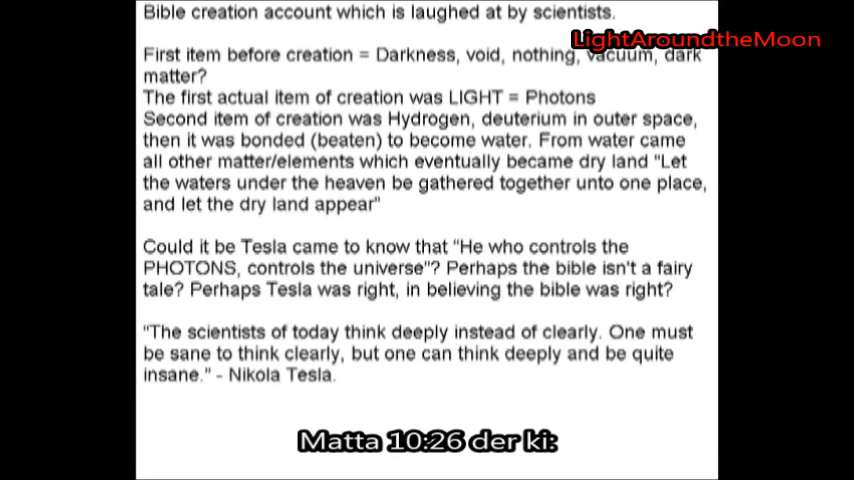 Bible creation account which is laughed at by scientists.
LightAroundtheMoon
First item before creation = Darkness, void, nothing, vacuum, dark
matter?
The first actual item of creation was LIGHT = Photons
Second item of creation was Hydrogen, deuterium in outer space,
then it was bonded (beaten) to become water. From water came
all other matter/elements which eventually became dry land "Let
the waters under the heaven be gathered together unto one place,
and let the dry land appear"
Could it be Tesla came to know that "He who controls the
PHOTONS, controls the universe"? Perhaps the bible isn't a fairy
tale? Perhaps Tesla was right, in believing the bible was right?
"The scientists of today think deeply instead of clearly. One must
be sane to think clearly, but one can think deeply and be quite
insane." - Nikola Tesla.
Matta 10:26 der ki: